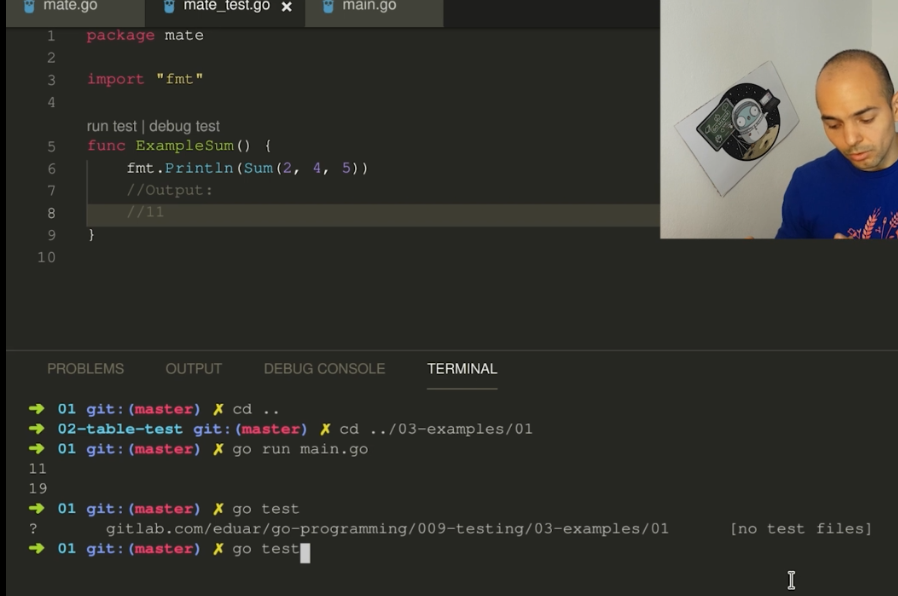 mate.go mate_test.go × main.go
1 package mate
2
3 import "fmt"
4
run test | debug test
5 func ExampleSum() {
6 fmt.Println(Sum(2, 4, 5))
7 //Output:
8 //11
9 }
10
PROBLEMS OUTPUT DEBUG CONSOLE TERMINAL
➜ 01 git:(master) ✗ cd ..
➜ 02-table-test git:(master) ✗ cd ../03-examples/01
➜ 01 git:(master) ✗ go run main.go
11
19
➜ 01 git:(master) ✗ go test
? gitlab.com/eduar/go-programming/009-testing/03-examples/01 [no test files]
➜ 01 git:(master) ✗ go test